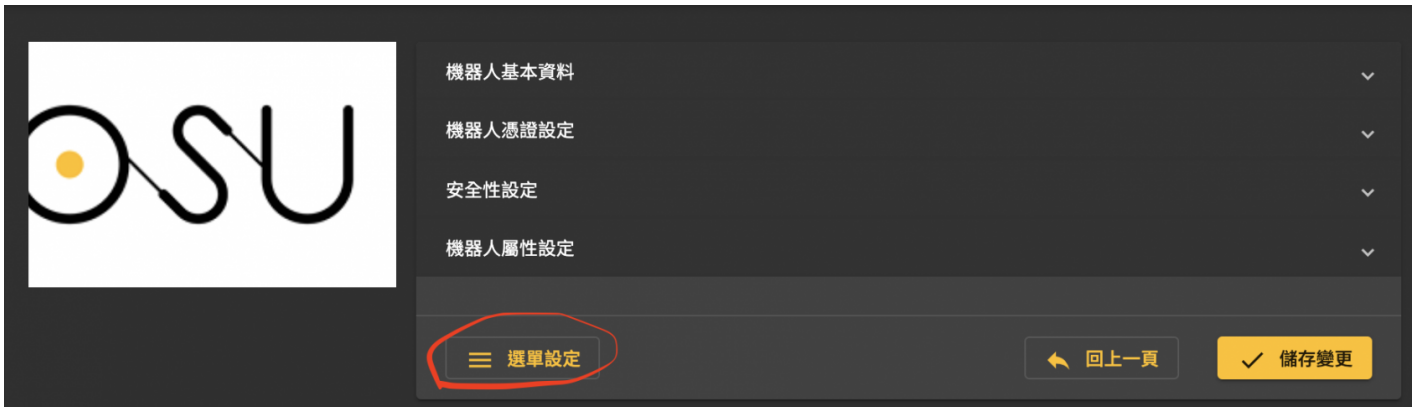 OSU
機器人基本資料
機器人憑證設定
安全性設定
機器人屬性設定
選單設定
回上一頁
儲存變更